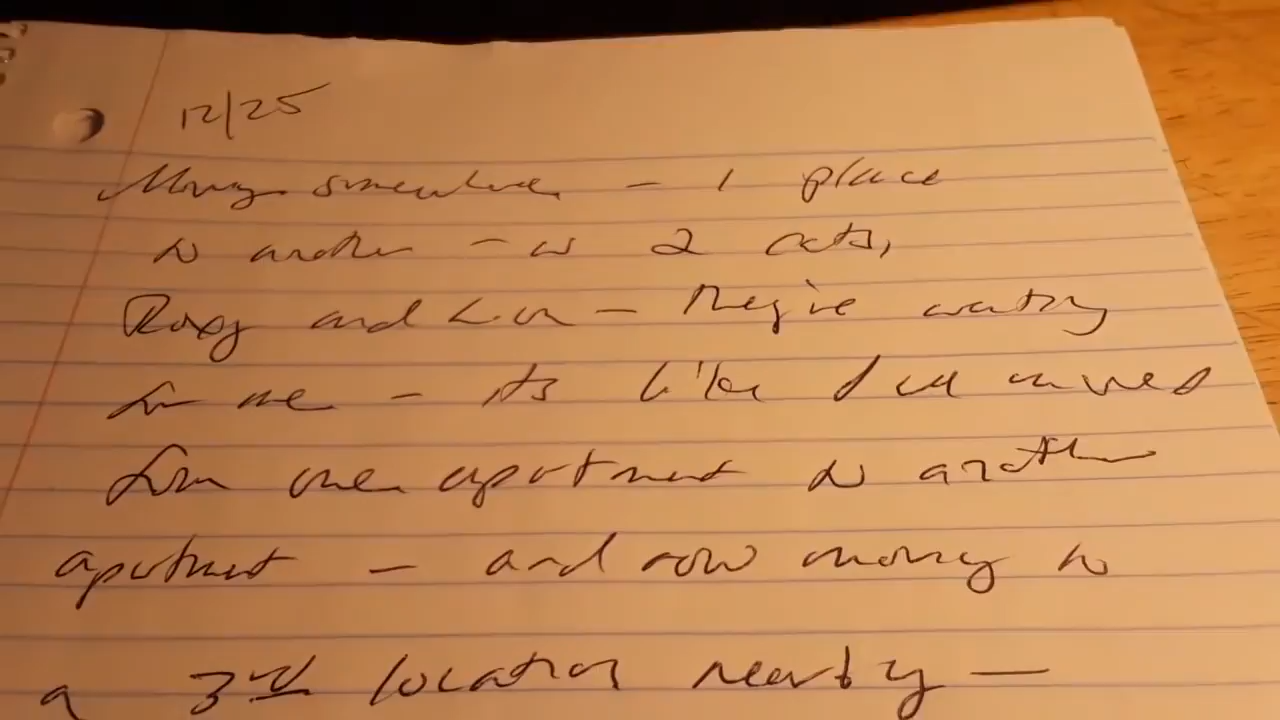 12/25
Moving somewhere – 1 place
to another – w 2 cats,
Roxy and – They're waiting
for me – its like I'd moved
from one apartment to another
apartment – and now moving to
a 3rd location nearby –